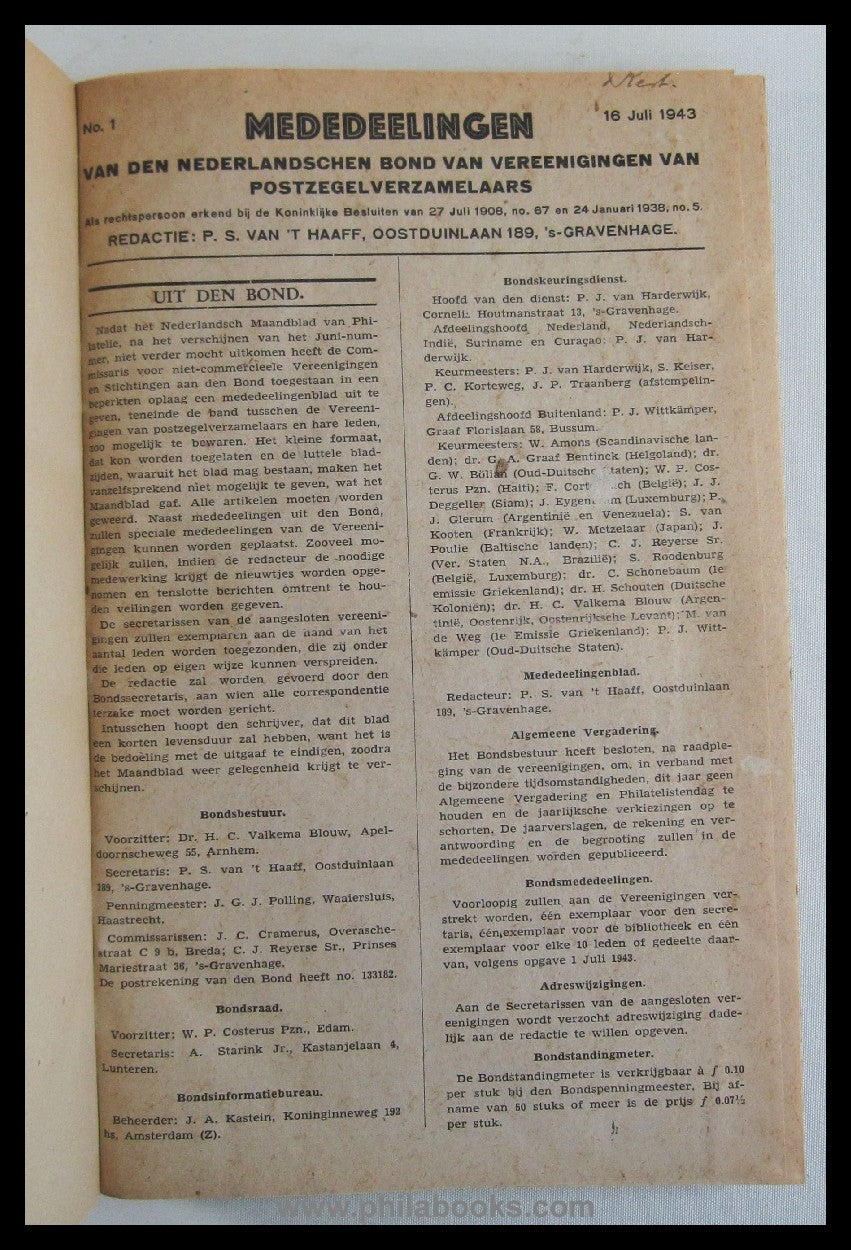 d Kert.
No. 1
MEDEDEELINGEN
16 Juli 1943
VAN DEN NEDERLANDSCHEN BOND VAN VEREENIGINGEN VAN
POSTZEGELVERZAMELAARS
Als rechtspersoon erkend bij de Koninklijke Besluiten van 27 Juli 1908, no. 67 en 24 Januari 1938, no. 5.
REDACTIE: P. S. VAN 'T HAAFF, OOSTDUINLAAN 189, 's-GRAVENHAGE.
UIT DEN BOND.
Nadat het Nederlandsch Maandblad van Phi-
latelie, na het verschijnen van het Juni-num-
mer, niet verder mocht uitkomen heeft de Com-
missaris voor niet-commercieele Vereenigingen
en Stichtingen aan den Bond toegestaan in een
beperkten oplaag een mededeelingenblad uit te
geven, teneinde de band tusschen de Vereeni-
gingen van postzegelverzamelaars en hare leden,
zoo mogelijk te bewaren. Het kleine formaat,
dat kon worden toegelaten en de luttele blad-
zijden, waaruit het blad mag bestaan, maken het
vanzelfsprekend niet mogelijk te geven, wat het
Maandblad gaf. Alle artikelen moeten worden
geweerd. Naast mededeelingen uit den Bond,
zullen speciale mededeelingen van de Vereeni-
gingen kunnen worden geplaatst. Zooveel mo-
gelijk zullen, indien de redacteur de noodige
medewerking krijgt de nieuwtjes worden opge-
nomen en tenslotte berichten omtrent te hou-
den veilingen worden gegeven.
De secretarissen van de aangesloten vereeni-
gingen zullen exemplaren aan de hand van het
aantal leden worden toegezonden, die zij onder
die leden op eigen wijze kunnen verspreiden.
De redactie zal worden gevoerd door den
Bondssecretaris, aan wien alle correspondentie
terzake moet worden gericht.
Intusschen hoopt den schrijver, dat dit blad
een korten levensduur zal hebben, want het is
de bedoeling met de uitgaaf te eindigen, zoodra
het Maandblad weer gelegenheid krijgt te ver-
schijnen.
Bondsbestuur.
Voorzitter: Dr. H. C. Valkema Blouw, Apel-
doornscheweg 55, Arnhem.
Secretaris: P. S. van 't Haaff, Oostduinlaan
189, 's-Gravenhage.
Penningmeester: J. G. J. Polling, Waaiersluis,
Haastrecht.
Commissarissen: J. C. Cramerus, Overasche-
straat C 9 b, Breda; C. J. Reyerse Sr., Prinses
Mariestraat 36, 's-Gravenhage.
De postrekening van den Bond heeft no. 133182.
Bondsraad.
Voorzitter; W. P. Costerus Pzn., Edam.
Secretaris: A. Starink Jr., Kastanjelaan 4,
Lunteren.
Bondsinformatiebureau.
Beheerder: J. A. Kastein, Koninginneweg 192
hs, Amsterdam (Z).
Bondskeuringsdienst.
Hoofd van den dienst: P. J. van Harderwijk,
Cornelis Houtmanstraat 13, 's-Gravenhage.
Afdeelingshoofd Nederland, Nederlandsch-
Indië, Suriname en Curaçao: P. J. van Har-
derwijk.
Keurmeesters: P. J. van Harderwijk, S. Keiser,
P. C. Korteweg, J. P. Traanberg (afstempelin-
gen).
Afdeelingshoofd Buitenland: P. J. Wittkämper,
Graaf Florislaan 58, Bussum.
Keurmeesters: W. Amons (Scandinavische lan-
den); dr. G. A. Graaf Bentinck (Helgoland); dr.
G. W. Bölian (Oud-Duitsche taten); W. P. Cos-
terus Pzn. (Haiti); F. Cort ch (België); J. J.
Deggeller (Siam); J. Eygen m (Luxemburg); P.
J. Glerum (Argentinië en Venezuela); S. van
Kooten (Frankrijk); W. Metzelaar (Japan); J.
Poulie (Baltische landen); C. J. Reyerse Sr.
(Ver. Staten N.A., Brazilië); S. Roodenburg
(België, Luxemburg); dr. C. Schönebaum (1e
emissie Griekenland); dr. H. Schouten (Duitsche
Koloniën); dr. H. C. Valkema Blouw (Argen-
tinië, Oostenrijk, Oostenrijksche Levant); M. van
de Weg (1e Emissie Griekenland); P. J. Witt-
kämper (Oud-Duitsche Staten).
Mededeelingenblad.
Redacteur: P. S. van 't Haaff, Oostduinlaan
189, 's-Gravenhage.
Algemeene Vergadering.
Het Bondsbestuur heeft besloten, na raadple-
ging van de vereenigingen, om, in verband met
de bijzondere tijdsomstandigheden, dit jaar geen
Algemeene Vergadering en Philatelistendag te
houden en de jaarlijksche verkiezingen op te
schorten. De jaarverslagen, de rekening en ver-
antwoording en de begrooting zullen in de
mededeelingen worden gepubliceerd.
Bondsmededeelingen.
Voorloopig zullen aan de Vereenigingen ver-
strekt worden, één exemplaar voor den secre-
taris, één exemplaar voor de bibliotheek en één
exemplaar voor elke 10 leden of gedeelte daar-
van, volgens opgave 1 Juli 1943.
Adreswijzigingen.
Aan de Secretarissen van de aangesloten ver-
eenigingen wordt verzocht adreswijziging dade-
lijk aan de redactie te willen opgeven.
Bondstandingmeter.
De Bondstandingmeter is verkrijgbaar à ƒ 0.10
per stuk bij den Bondspenningmeester. Bij af-
name van 50 stuks of meer is de prijs ƒ 0.07½
per stuk.
www.philabooks.com